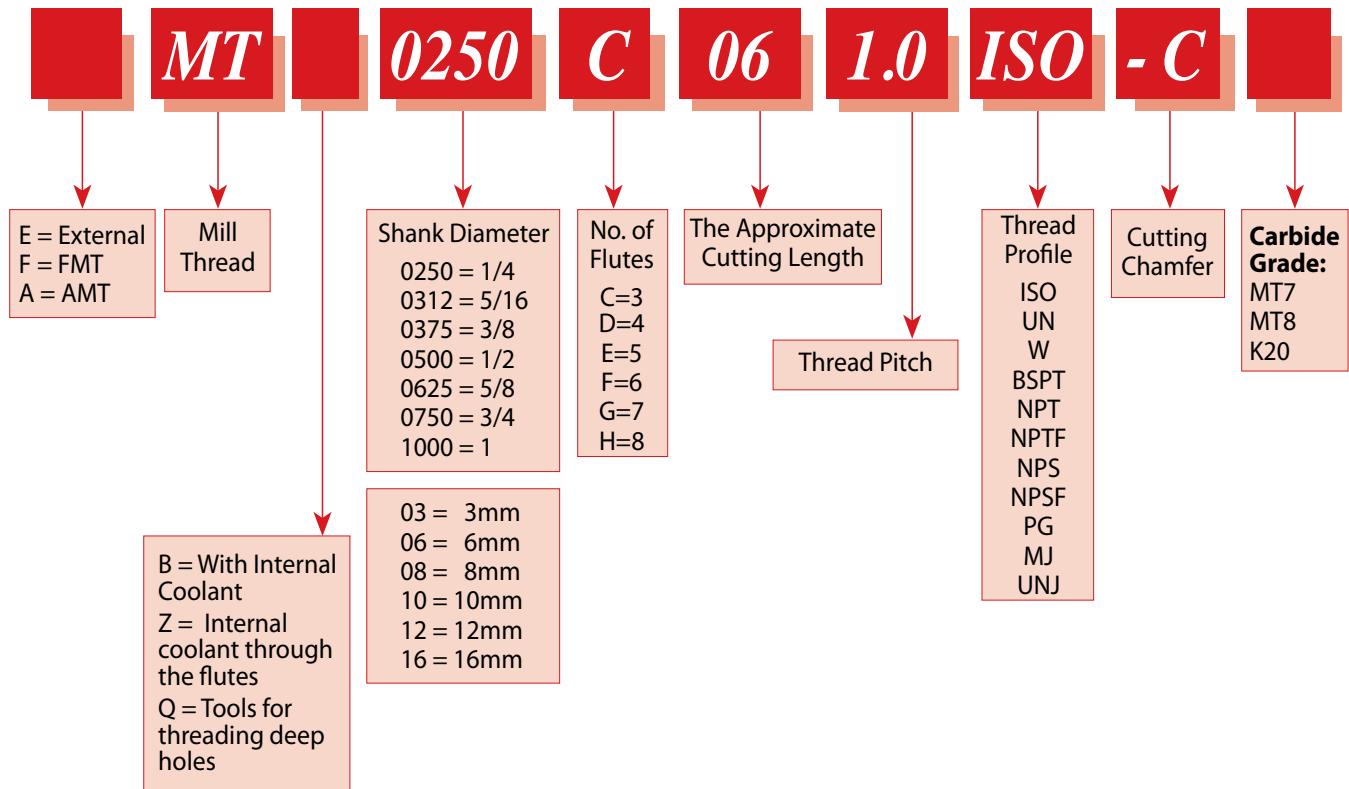 MT 0250 C 06 1.0 ISO - C
E = External
F = FMT
A = AMT
Mill
Thread
B = With Internal
Coolant
Z = Internal
coolant through
the flutes
Q = Tools for
threading deep
holes
Shank Diameter
0250 = 1/4
0312 = 5/16
0375 = 3/8
0500 = 1/2
0625 = 5/8
0750 = 3/4
1000 = 1
03 = 3mm
06 = 6mm
08 = 8mm
10 = 10mm
12 = 12mm
16 = 16mm
No. of
Flutes
C=3
D=4
E=5
F=6
G=7
H=8
The Approximate
Cutting Length
Thread Pitch
Thread
Profile
ISO
UN
W
BSPT
NPT
NPTF
NPS
NPSF
PG
MJ
UNJ
Cutting
Chamfer
Carbide
Grade:
MT7
MT8
K20